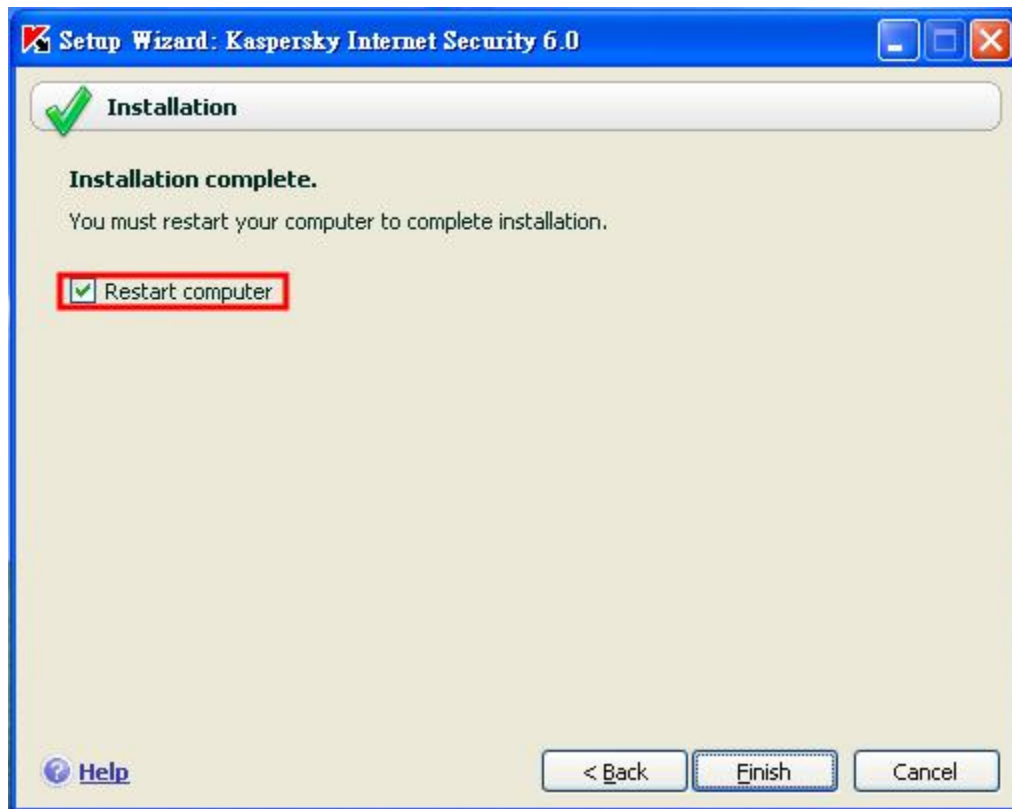 Setup Wizard: Kaspersky Internet Security 6.0
Installation
Installation complete.
You must restart your computer to complete installation.
Restart computer
Help
< Back
Finish
Cancel